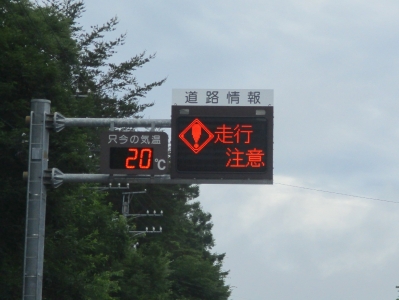 道路情報
走行
注意
只今の気温
20℃